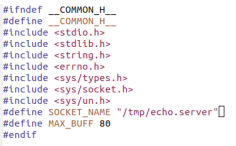 #ifndef __COMMON_H__
#define __COMMON_H__
#include <stdio.h>
#include <stdlib.h>
#include <string.h>
#include <errno.h>
#include <sys/types.h>
#include <sys/socket.h>
#include <sys/un.h>
#define SOCKET_NAME "/tmp/echo.server"
#define MAX_BUFF 80
#endif